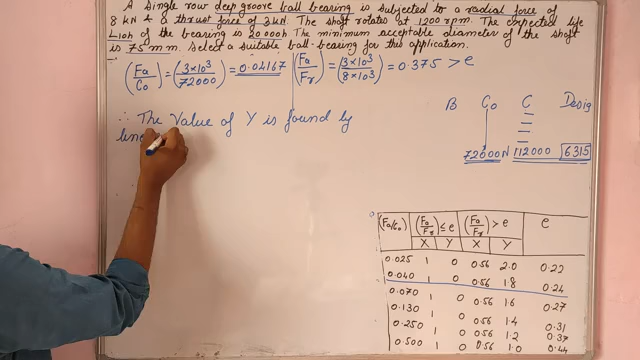 A single row deep groove ball bearing is subjected to a radial force of
8 kN & a thrust force of 3 kN. The shaft rotates at 1200 rpm. The expected life
L10h of the bearing is 20000h The minimum acceptable diameter of the shaft
is 75 mm. Select a suitable ball bearing for this application.
(Fa/Co) = (3×10³/72000) = 0.04167 (Fa/Fr) = (3×10³/8×10³) = 0.375 > e
∴ The Value of Y is found by
B Co C Desig
72000N 112000 6315
(Fa/Co) (Fa/Fr) ≤ e (Fa/Fr) > e e
X Y X Y
0.025 1 0 0.56 2.0 0.22
0.040 1 0 0.56 1.8 0.24
0.070 1 0 0.56 1.6 0.27
0.130 1 0 0.56 1.4 0.31
0.250 1 0 0.56 1.2 0.37
0.500 1 0 0.56 1.0 0.44